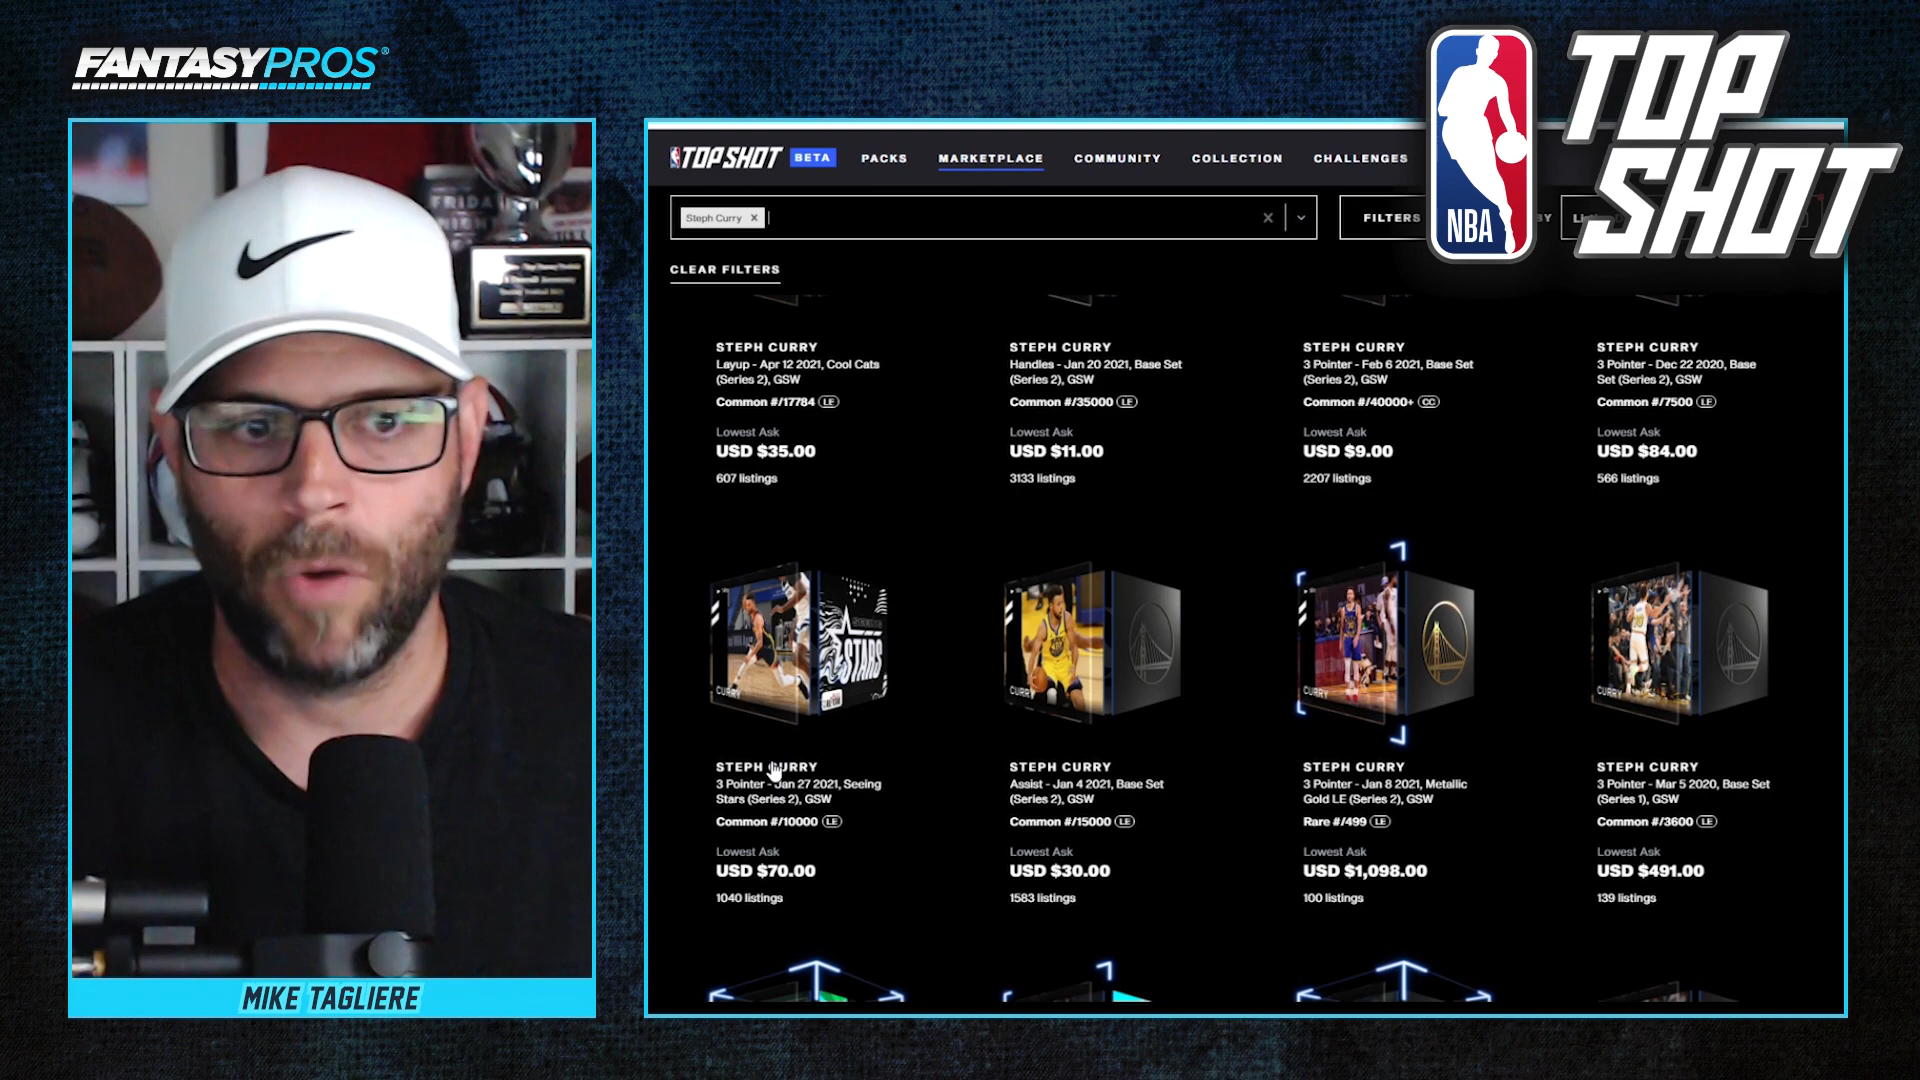 FANTASYPROS®
TOP
SHOT
NBA
FRIDAY
NIGHT
TOP SHOT BETA PACKS MARKETPLACE COMMUNITY COLLECTION CHALLENGES
Steph Curry × FILTERS BY
CLEAR FILTERS
STEPH CURRY
Layup - Apr 12 2021, Cool Cats
(Series 2), GSW
Common #/17784 LE
Lowest Ask
USD $35.00
607 listings
STEPH CURRY
Handles - Jan 20 2021, Base Set
(Series 2), GSW
Common #/35000 LE
Lowest Ask
USD $11.00
3133 listings
STEPH CURRY
3 Pointer - Feb 6 2021, Base Set
(Series 2), GSW
Common #/40000+ CC
Lowest Ask
USD $9.00
2207 listings
STEPH CURRY
3 Pointer - Dec 22 2020, Base
Set (Series 2), GSW
Common #/7500 LE
Lowest Ask
USD $84.00
566 listings
STARS
CURRY
CURRY
CURRY
CURRY
STEPH CURRY
3 Pointer - Jan 27 2021, Seeing
Stars (Series 2), GSW
Common #/10000 LE
Lowest Ask
USD $70.00
1040 listings
STEPH CURRY
Assist - Jan 4 2021, Base Set
(Series 2), GSW
Common #/15000 LE
Lowest Ask
USD $30.00
1583 listings
STEPH CURRY
3 Pointer - Jan 8 2021, Metallic
Gold LE (Series 2), GSW
Rare #/499 LE
Lowest Ask
USD $1,098.00
100 listings
STEPH CURRY
3 Pointer - Mar 5 2020, Base Set
(Series 1), GSW
Common #/3600 LE
Lowest Ask
USD $491.00
139 listings
MIKE TAGLIERE